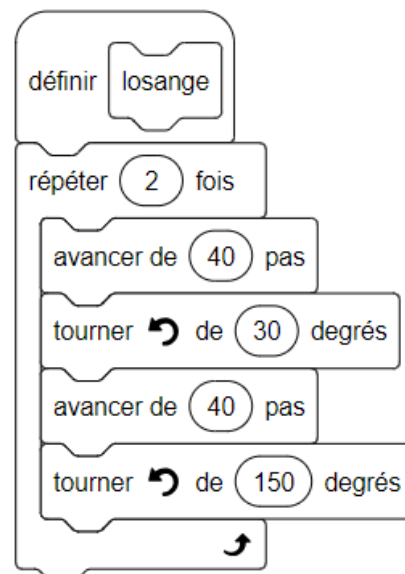 définir losange
répéter 2 fois
avancer de 40 pas
tourner de 30 degrés
avancer de 40 pas
tourner de 150 degrés